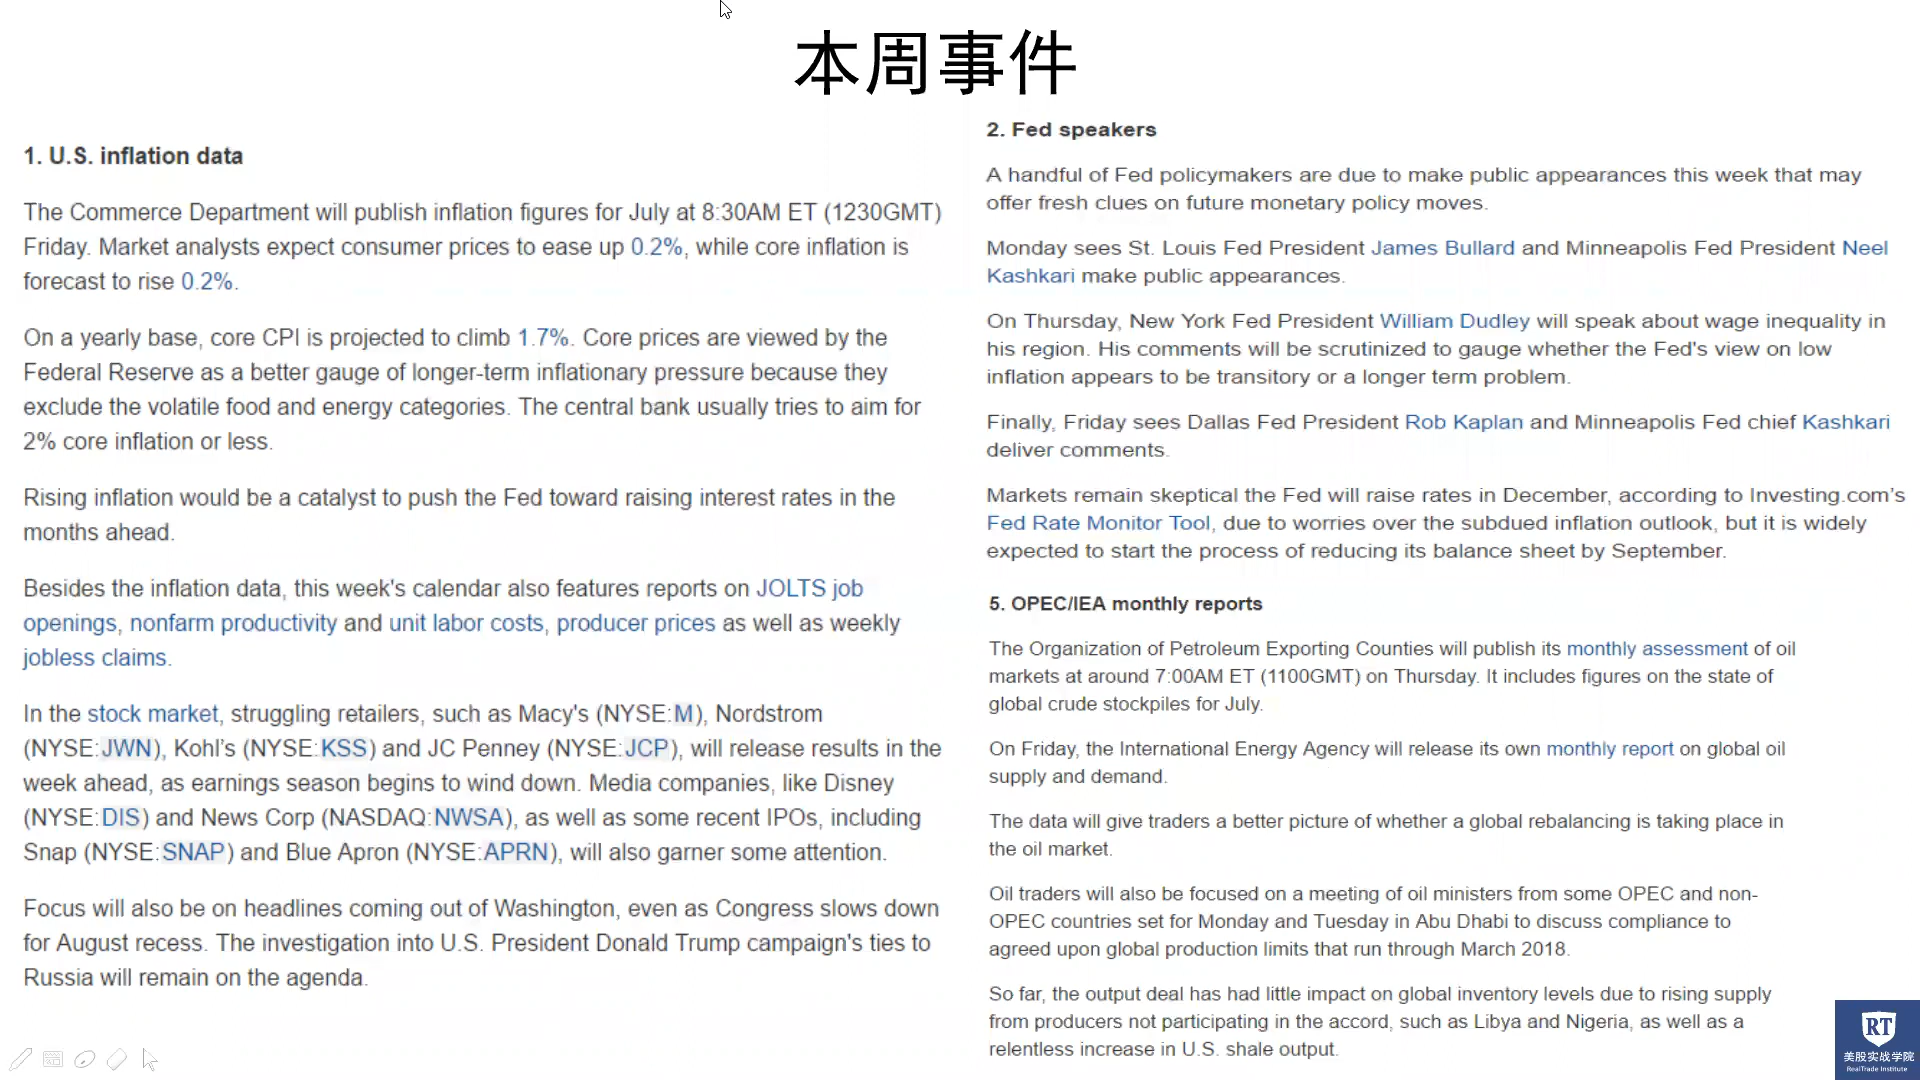 本周事件
1. U.S. inflation data
The Commerce Department will publish inflation figures for July at 8:30AM ET (1230GMT)
Friday. Market analysts expect consumer prices to ease up 0.2%, while core inflation is
forecast to rise 0.2%.
On a yearly base, core CPI is projected to climb 1.7%. Core prices are viewed by the
Federal Reserve as a better gauge of longer-term inflationary pressure because they
exclude the volatile food and energy categories. The central bank usually tries to aim for
2% core inflation or less.
Rising inflation would be a catalyst to push the Fed toward raising interest rates in the
months ahead.
Besides the inflation data, this week's calendar also features reports on JOLTS job
openings, nonfarm productivity and unit labor costs, producer prices as well as weekly
jobless claims.
In the stock market, struggling retailers, such as Macy's (NYSE:M), Nordstrom
(NYSE:JWN), Kohl's (NYSE:KSS) and JC Penney (NYSE:JCP), will release results in the
week ahead, as earnings season begins to wind down. Media companies, like Disney
(NYSE:DIS) and News Corp (NASDAQ:NWSA), as well as some recent IPOs, including
Snap (NYSE:SNAP) and Blue Apron (NYSE:APRN), will also garner some attention.
Focus will also be on headlines coming out of Washington, even as Congress slows down
for August recess. The investigation into U.S. President Donald Trump campaign's ties to
Russia will remain on the agenda.
2. Fed speakers
A handful of Fed policymakers are due to make public appearances this week that may
offer fresh clues on future monetary policy moves.
Monday sees St. Louis Fed President James Bullard and Minneapolis Fed President Neel
Kashkari make public appearances.
On Thursday, New York Fed President William Dudley will speak about wage inequality in
his region. His comments will be scrutinized to gauge whether the Fed's view on low
inflation appears to be transitory or a longer term problem.
Finally, Friday sees Dallas Fed President Rob Kaplan and Minneapolis Fed chief Kashkari
deliver comments.
Markets remain skeptical the Fed will raise rates in December, according to Investing.com's
Fed Rate Monitor Tool, due to worries over the subdued inflation outlook, but it is widely
expected to start the process of reducing its balance sheet by September.
5. OPEC/IEA monthly reports
The Organization of Petroleum Exporting Counties will publish its monthly assessment of oil
markets at around 7:00AM ET (1100GMT) on Thursday. It includes figures on the state of
global crude stockpiles for July.
On Friday, the International Energy Agency will release its own monthly report on global oil
supply and demand.
The data will give traders a better picture of whether a global rebalancing is taking place in
the oil market.
Oil traders will also be focused on a meeting of oil ministers from some OPEC and non-
OPEC countries set for Monday and Tuesday in Abu Dhabi to discuss compliance to
agreed upon global production limits that run through March 2018.
So far, the output deal has had little impact on global inventory levels due to rising supply
from producers not participating in the accord, such as Libya and Nigeria, as well as a
relentless increase in U.S. shale output.
RT
美股实战学院
RealTrade Institute